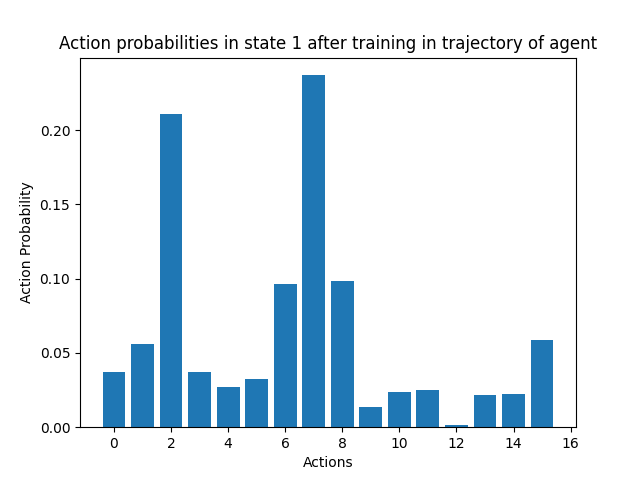 Action probabilities in state 1 after training in trajectory of agent
0.20
0.15
0.10
0.05
0.00
Action Probability
0 2 4 6 8 10 12 14 16
Actions